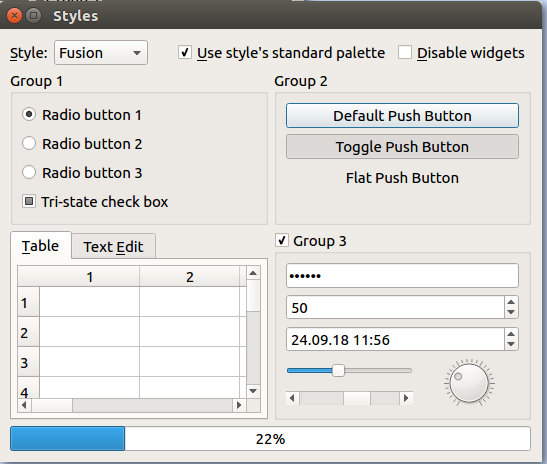 Styles
Style: Fusion Use style's standard palette Disable widgets
Group 1
Radio button 1
Radio button 2
Radio button 3
Tri-state check box
Group 2
Default Push Button
Toggle Push Button
Flat Push Button
Table Text Edit
1 2
1
2
3
4
Group 3
••••••
50
24.09.18 11:56
22%